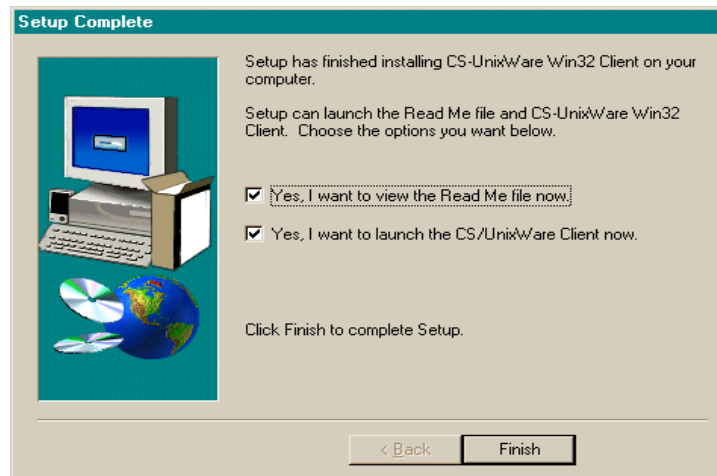 Setup Complete
Setup has finished installing CS-UnixWare Win32 Client on your
computer.
Setup can launch the Read Me file and CS-UnixWare Win32
Client. Choose the options you want below.
Yes, I want to view the Read Me file now.
Yes, I want to launch the CS/UnixWare Client now.
Click Finish to complete Setup.
< Back
Finish